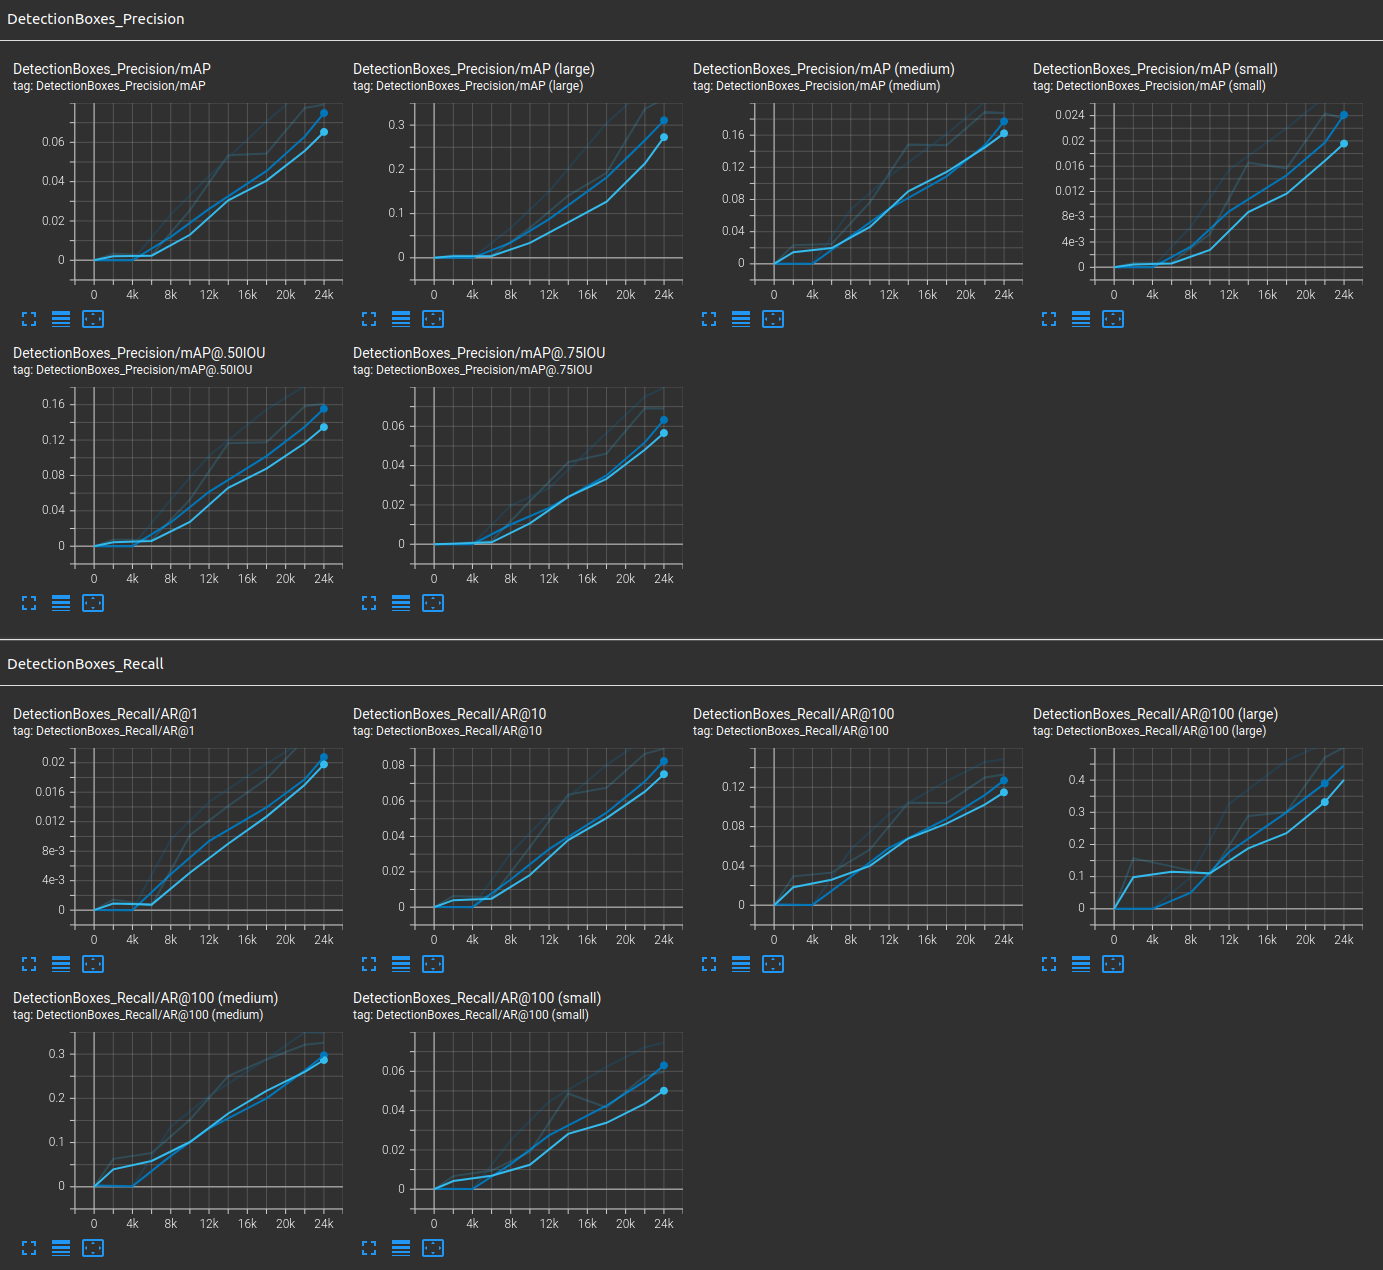 DetectionBoxes_Precision
DetectionBoxes_Precision/mAP
tag: DetectionBoxes_Precision/mAP
0.06
0.04
0.02
0
0 4k 8k 12k 16k 20k 24k
DetectionBoxes_Precision/mAP (large)
tag: DetectionBoxes_Precision/mAP (large)
0.3
0.2
0.1
0
0 4k 8k 12k 16k 20k 24k
DetectionBoxes_Precision/mAP (medium)
tag: DetectionBoxes_Precision/mAP (medium)
0.16
0.12
0.08
0.04
0
0 4k 8k 12k 16k 20k 24k
DetectionBoxes_Precision/mAP (small)
tag: DetectionBoxes_Precision/mAP (small)
0.024
0.02
0.016
0.012
8e-3
4e-3
0
0 4k 8k 12k 16k 20k 24k
DetectionBoxes_Precision/mAP@.50IOU
tag: DetectionBoxes_Precision/mAP@.50IOU
0.16
0.12
0.08
0.04
0
0 4k 8k 12k 16k 20k 24k
DetectionBoxes_Precision/mAP@.75IOU
tag: DetectionBoxes_Precision/mAP@.75IOU
0.06
0.04
0.02
0
0 4k 8k 12k 16k 20k 24k
DetectionBoxes_Recall
DetectionBoxes_Recall/AR@1
tag: DetectionBoxes_Recall/AR@1
0.02
0.016
0.012
8e-3
4e-3
0
0 4k 8k 12k 16k 20k 24k
DetectionBoxes_Recall/AR@10
tag: DetectionBoxes_Recall/AR@10
0.08
0.06
0.04
0.02
0
0 4k 8k 12k 16k 20k 24k
DetectionBoxes_Recall/AR@100
tag: DetectionBoxes_Recall/AR@100
0.12
0.08
0.04
0
0 4k 8k 12k 16k 20k 24k
DetectionBoxes_Recall/AR@100 (large)
tag: DetectionBoxes_Recall/AR@100 (large)
0.4
0.3
0.2
0.1
0
0 4k 8k 12k 16k 20k 24k
DetectionBoxes_Recall/AR@100 (medium)
tag: DetectionBoxes_Recall/AR@100 (medium)
0.3
0.2
0.1
0
0 4k 8k 12k 16k 20k 24k
DetectionBoxes_Recall/AR@100 (small)
tag: DetectionBoxes_Recall/AR@100 (small)
0.06
0.04
0.02
0
0 4k 8k 12k 16k 20k 24k